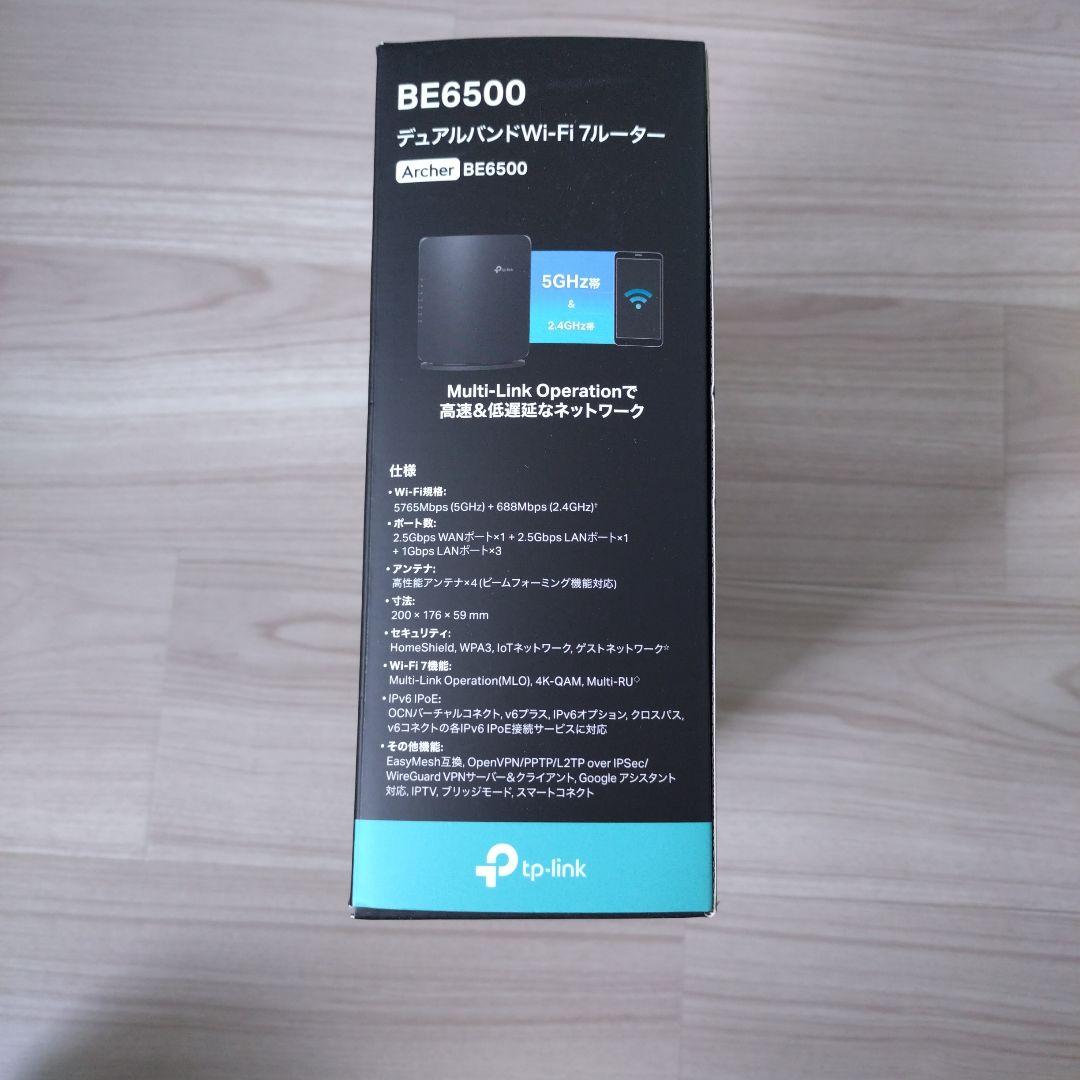 BE6500
デュアルバンドWi-Fi 7ルーター
Archer BE6500
tp-link
5GHz帯
&
2.4GHz帯
Multi-Link Operationで
高速&低遅延なネットワーク
仕様
• Wi-Fi規格:
5765Mbps (5GHz) + 688Mbps (2.4GHz)†
• ポート数:
2.5Gbps WANポート×1 + 2.5Gbps LANポート×1
+ 1Gbps LANポート×3
• アンテナ:
高性能アンテナ×4 (ビームフォーミング機能対応)
• 寸法:
200 × 176 × 59 mm
• セキュリティ:
HomeShield, WPA3, IoTネットワーク, ゲストネットワーク☆
• Wi-Fi 7機能:
Multi-Link Operation(MLO), 4K-QAM, Multi-RU◇
• IPv6 IPoE:
OCNバーチャルコネクト, v6プラス, IPv6オプション, クロスパス,
v6コネクトの各IPv6 IPoE接続サービスに対応
• その他機能:
EasyMesh互換, OpenVPN/PPTP/L2TP over IPSec/
WireGuard VPNサーバー&クライアント, Google アシスタント
対応, IPTV, ブリッジモード, スマートコネクト
tp-link